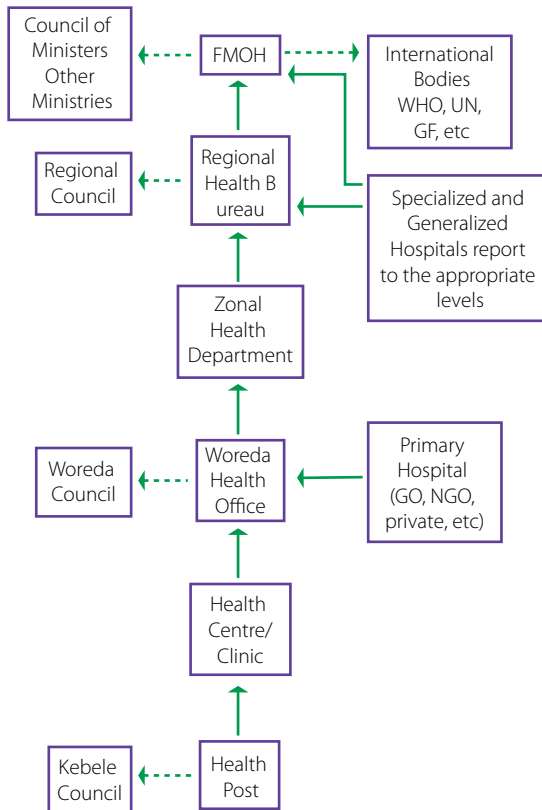 Council of
Ministers
Other
Ministries
FMOH
International
Bodies
WHO, UN,
GF, etc
Regional
Council
Regional
Health B
ureau
Specialized and
Generalized
Hospitals report
to the appropriate
levels
Zonal
Health
Department
Woreda
Council
Woreda
Health
Office
Primary
Hospital
(GO, NGO,
private, etc)
Health
Centre/
Clinic
Kebele
Council
Health
Post